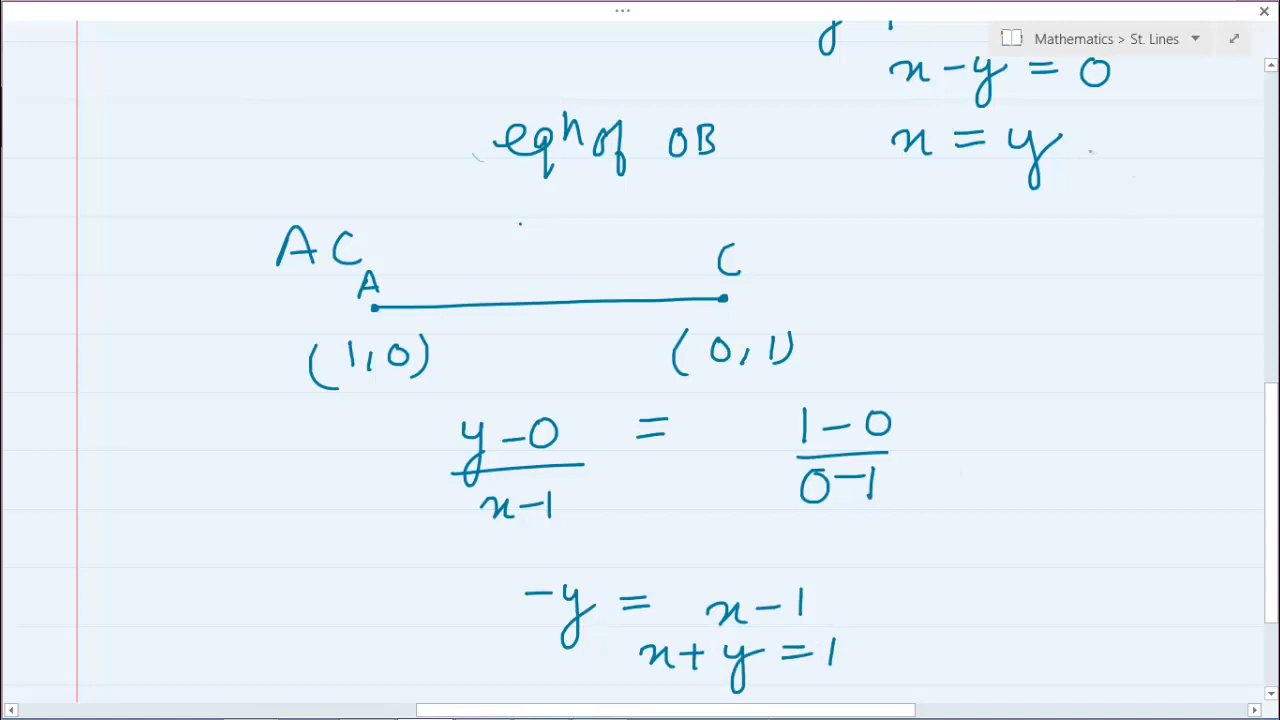 Mathematics > St. Lines
x - y = 0
eqn of OB x = y
AC
A C
(1, 0) (0, 1)
y - 0 = 1 - 0
x - 1 0 - 1
-y = x - 1
x + y = 1